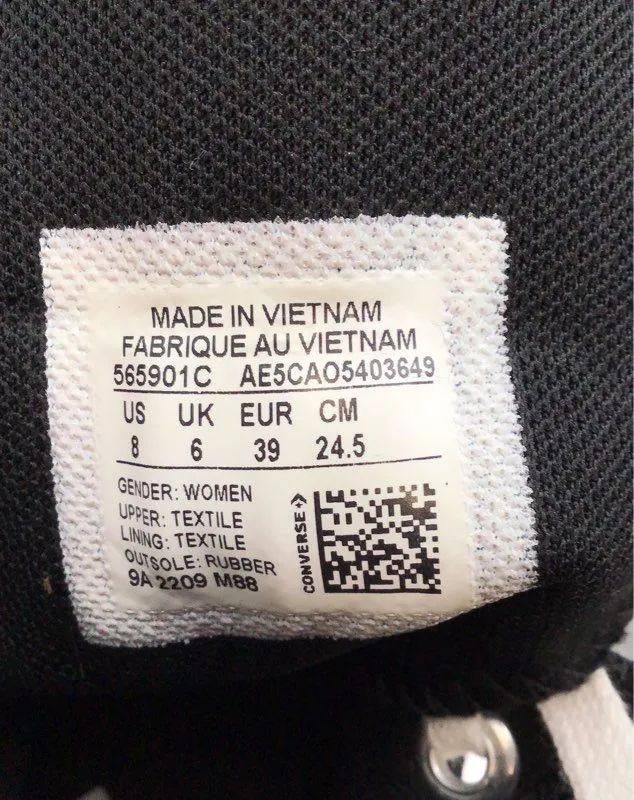 MADE IN VIETNAM
FABRIQUE AU VIETNAM
565901C AE5CAO5403649
US UK EUR CM
8 6 39 24.5
GENDER: WOMEN
UPPER: TEXTILE
LINING: TEXTILE
OUTSOLE: RUBBER
9A 2209 M88
CONVERSE